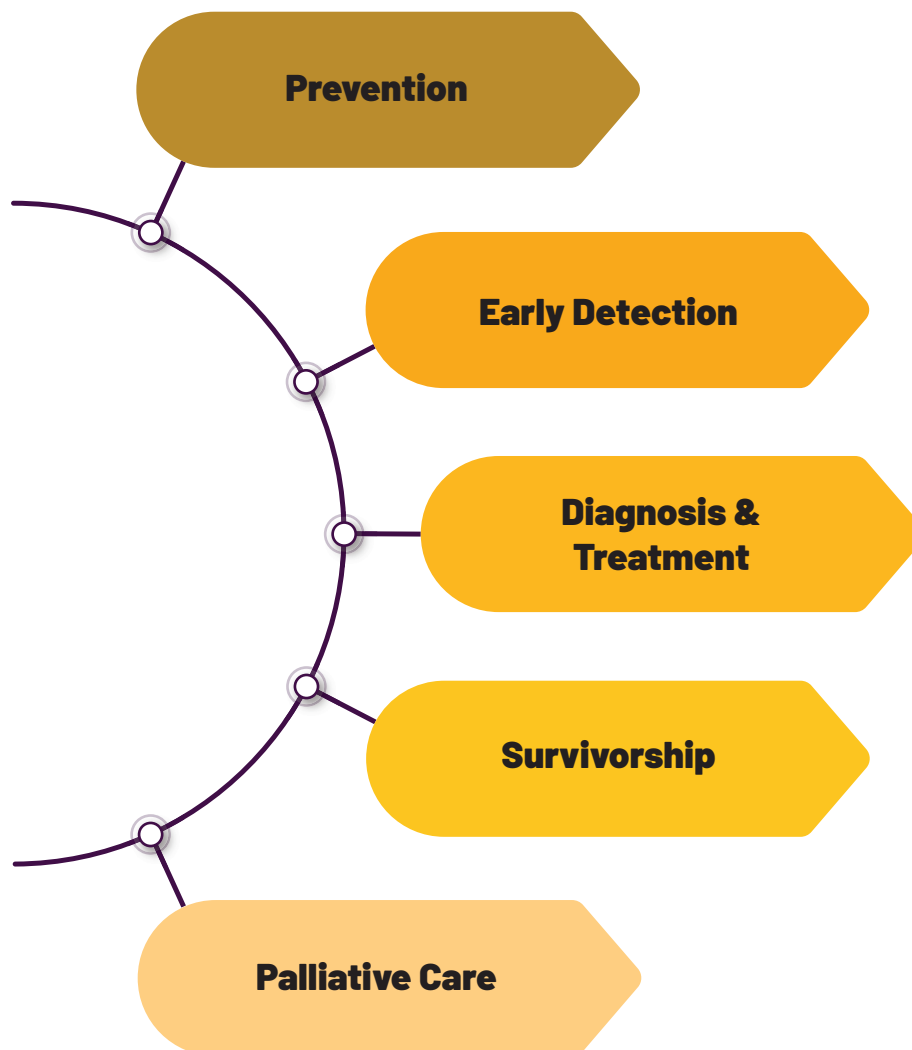 Prevention
Early Detection
Diagnosis &
Treatment
Survivorship
Palliative Care